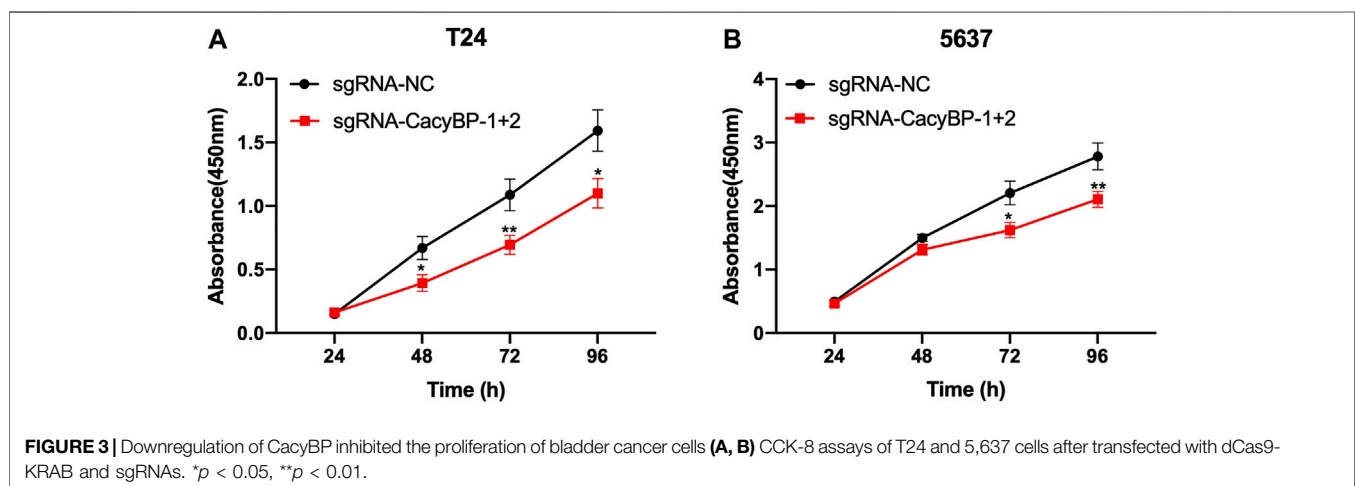 A
T24
sgRNA-NC
sgRNA-CacyBP-1+2
Absorbance(450nm)
2.0
1.5
1.0
0.5
0.0
*
**
*
24 48 72 96
Time (h)
B
5637
sgRNA-NC
sgRNA-CacyBP-1+2
Absorbance(450nm)
4
3
2
1
0
*
**
24 48 72 96
Time (h)
FIGURE 3 | Downregulation of CacyBP inhibited the proliferation of bladder cancer cells (A, B) CCK-8 assays of T24 and 5,637 cells after transfected with dCas9-
KRAB and sgRNAs. *p < 0.05, **p < 0.01.